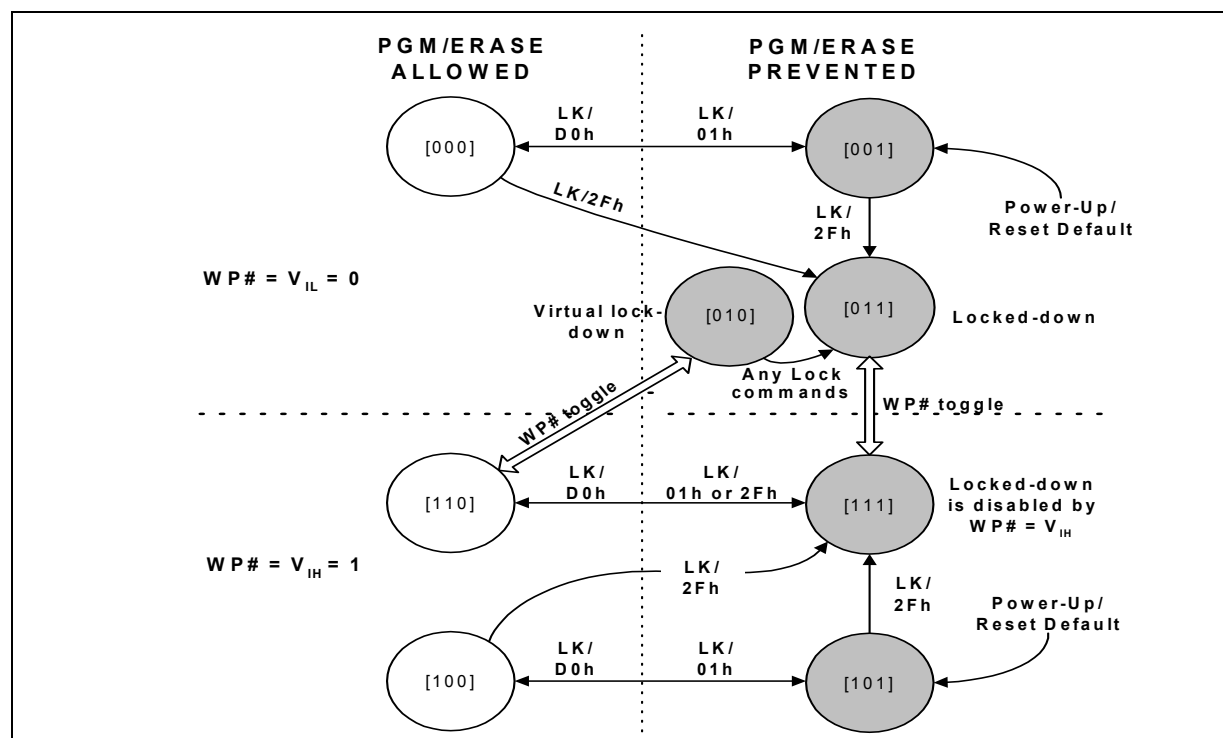 PGM/ERASE
ALLOWED
PGM/ERASE
PREVENTED
LK/
D0h
LK/
01h
[000]
[001]
LK/2Fh
LK/
2Fh
Power-Up/
Reset Default
WP# = VIL = 0
Virtual lock-
down
[010]
[011]
Locked-down
Any Lock
commands
WP# toggle
WP# toggle
LK/
D0h
LK/
01h or 2Fh
[110]
[111]
Locked-down
is disabled by
WP# = VIH
WP# = VIH = 1
LK/
2Fh
LK/
2Fh
Power-Up/
Reset Default
LK/
D0h
LK/
01h
[100]
[101]